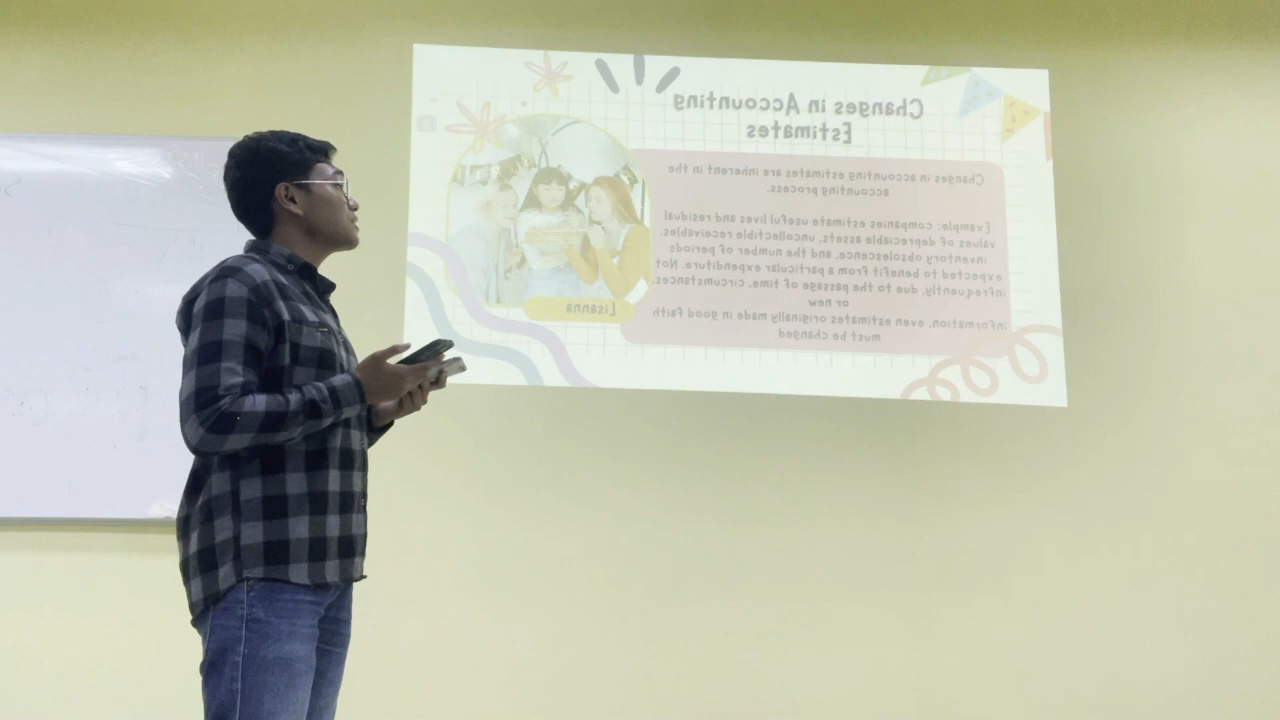 Changes in Accounting
Estimates
Changes in accounting estimates are inherent in the
accounting process.
Example, companies estimate useful lives and residual
values of depreciable assets, uncollectible receivables,
inventory obsolescence, and the number of periods
expected to benefit from a particular expenditure. Not
infrequently, due to the passage of time, circumstances,
or new
information, even estimates originally made in good faith
must be changed
Lisanna